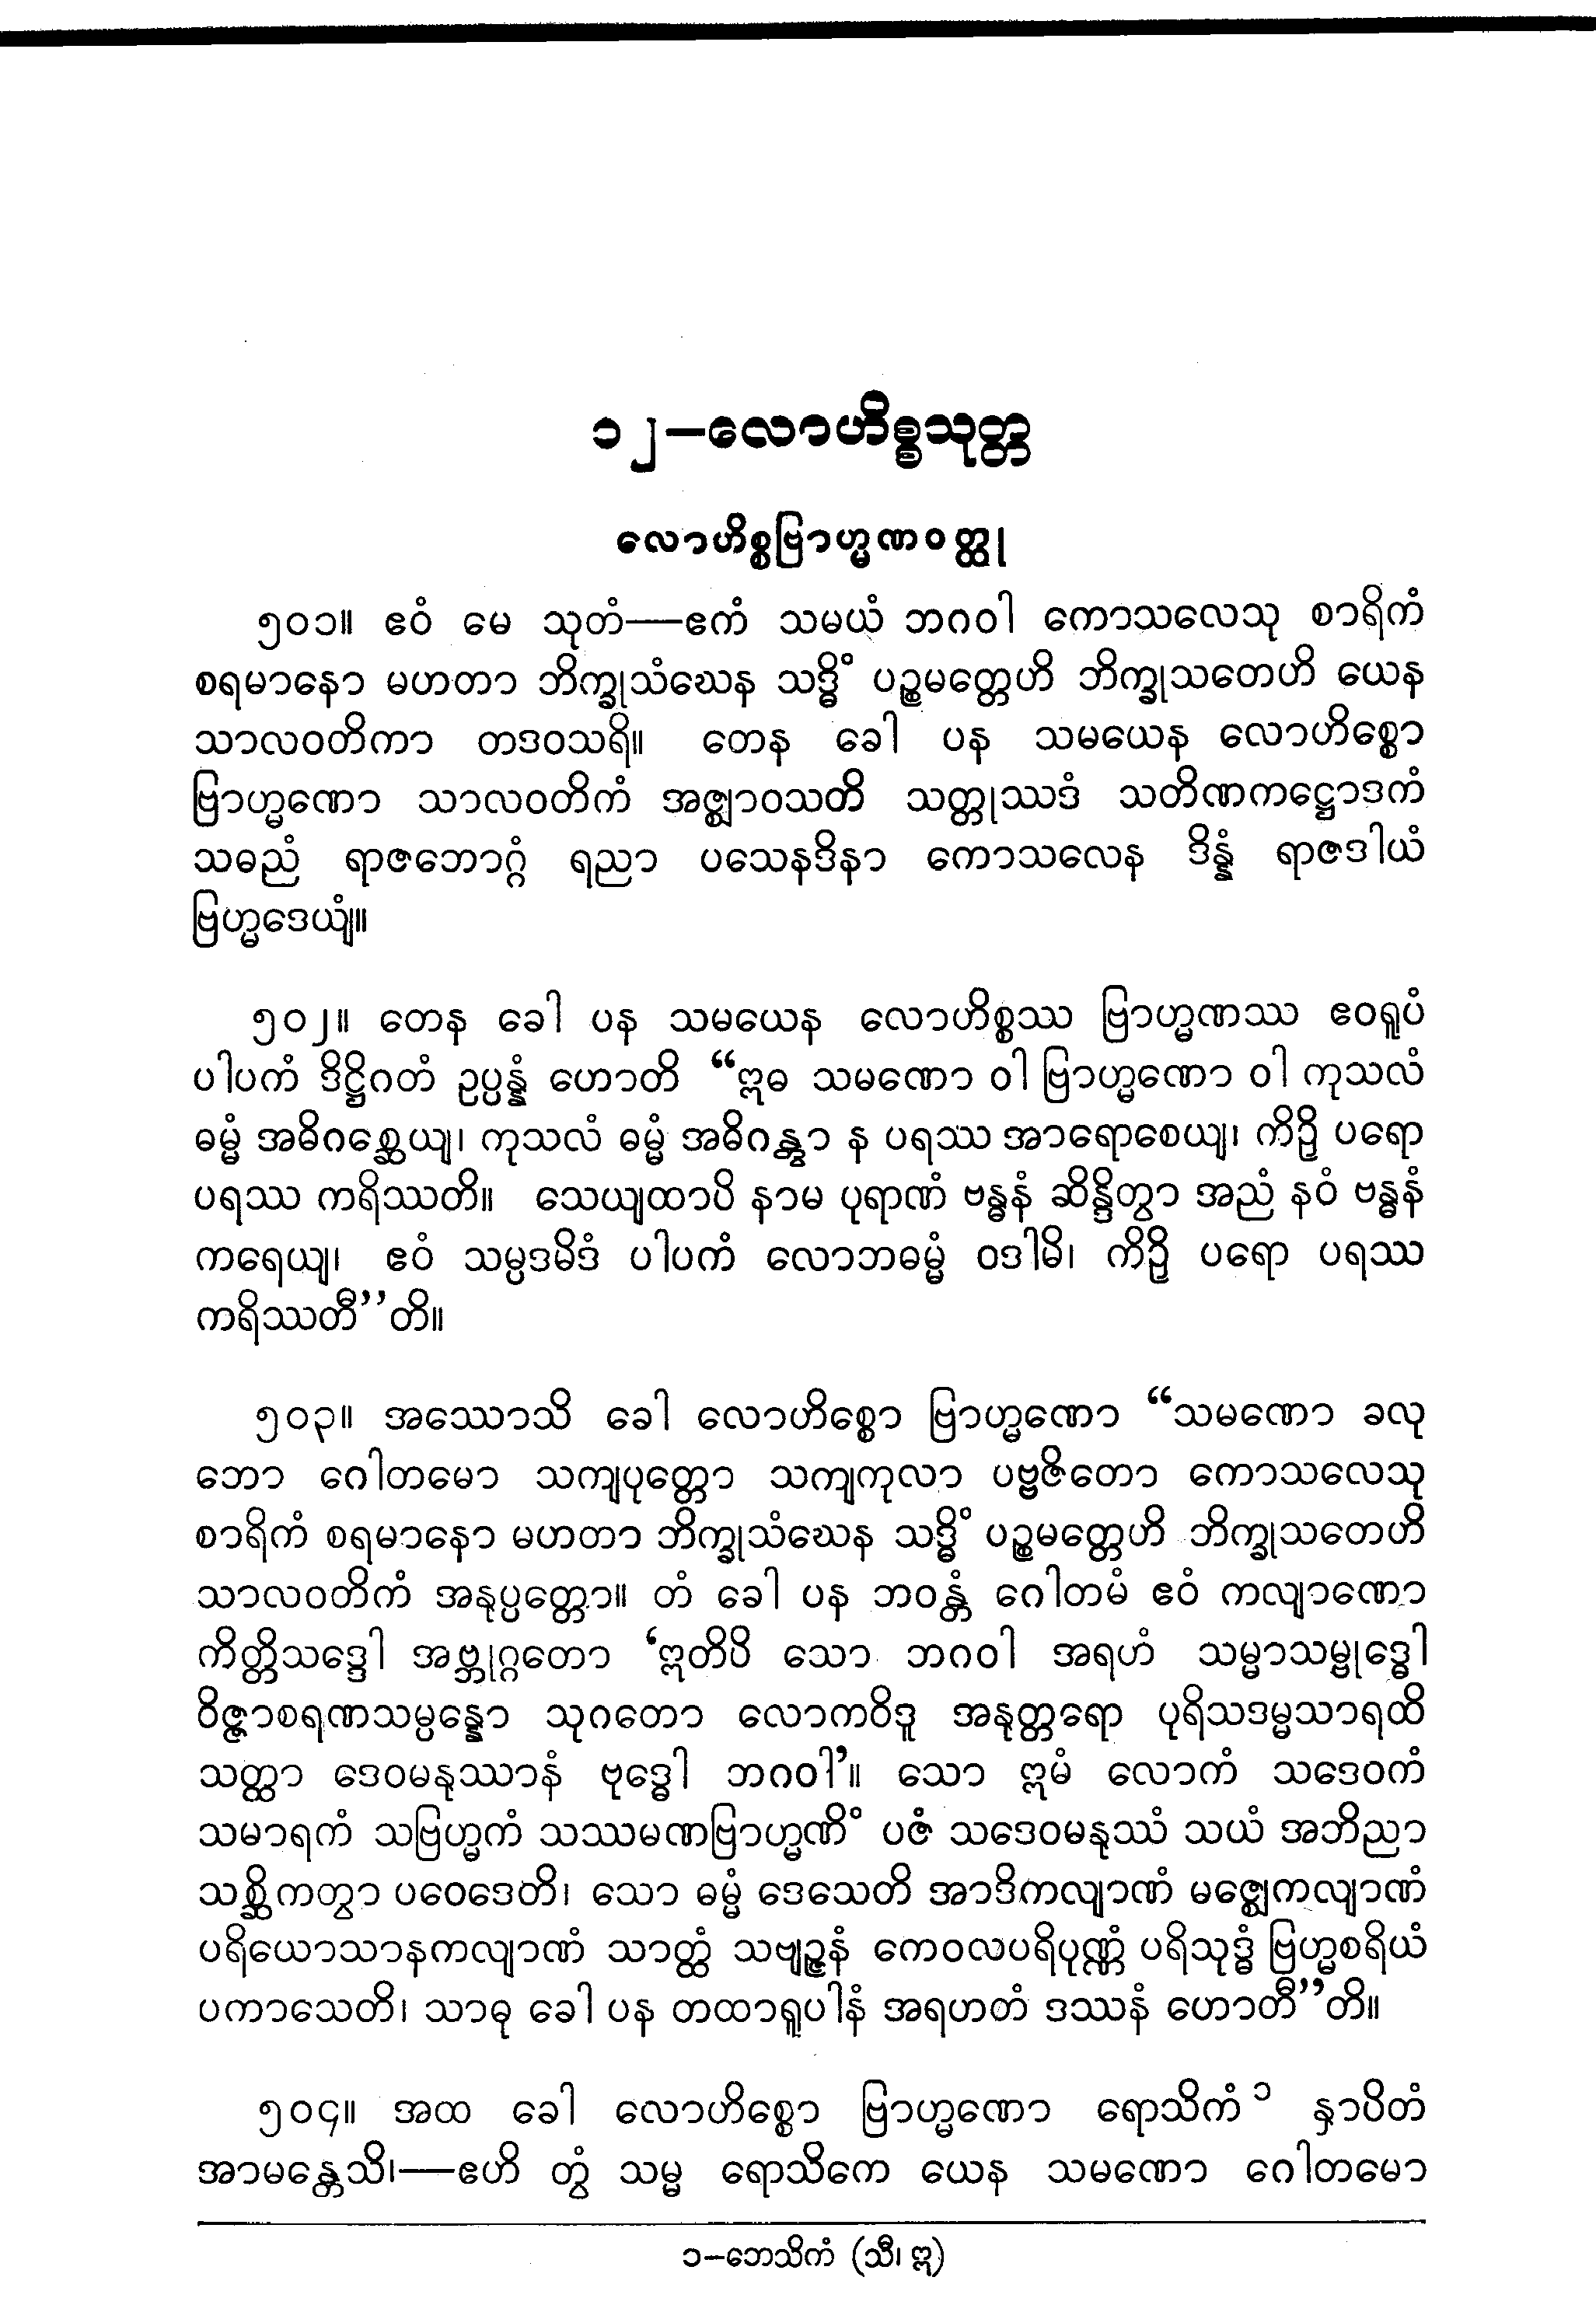 ၁၂–လောဟိစ္စသုတ္တ
လောဟိစ္စဗြာဟ္မဏဝတ္ထု
၅၀၁။ ဧဝံ မေ သုတံ—ဧကံ သမယံ ဘဂဝါ ကောသလေသု စာရိကံ
စရမာနော မဟတာ ဘိက္ခုသံဃေန သဒ္ဓိံ ပဉ္စမတ္တေဟိ ဘိက္ခုသတေဟိ ယေန
သာလဝတိကာ တဒဝသရိ။ တေန ခေါ ပန သမယေန လောဟိစ္စော
ဗြာဟ္မဏော သာလဝတိကံ အဇ္ဈာဝသတိ သတ္တုဿဒံ သတိဏကဋ္ဌောဒကံ
သဓညံ ရာဇဘောဂ္ဂံ ရညာ ပသေနဒိနာ ကောသလေန ဒိန္နံ ရာဇဒါယံ
ဗြဟ္မဒေယျံ။
၅၀၂။ တေန ခေါ ပန သမယေန လောဟိစ္စဿ ဗြာဟ္မဏဿ ဧဝရူပံ
ပါပကံ ဒိဋ္ဌိဂတံ ဥပ္ပန္နံ ဟောတိ “ဣဓ သမဏော ဝါ ဗြာဟ္မဏော ဝါ ကုသလံ
ဓမ္မံ အဓိဂစ္ဆေယျ၊ ကုသလံ ဓမ္မံ အဓိဂန္တွာ န ပရဿ အာရောစေယျ၊ ကိဉှိ ပရော
ပရဿ ကရိဿတိ။ သေယျထာပိ နာမ ပုရာဏံ ဗန္ဓနံ ဆိန္ဒိတွာ အညံ နဝံ ဗန္ဓနံ
ကရေယျ၊ ဧဝံ သမ္ပဒမိဒံ ပါပကံ လောဘဓမ္မံ ဝဒါမိ၊ ကိဉှိ ပရော ပရဿ
ကရိဿတီ”တိ။
၅၀၃။ အဿောသိ ခေါ လောဟိစ္စော ဗြာဟ္မဏော “သမဏော ခလု
ဘော ဂေါတမော သကျပုတ္တော သကျကုလာ ပဗ္ဗဇိတော ကောသလေသု
စာရိကံ စရမာနော မဟတာ ဘိက္ခုသံဃေန သဒ္ဓိံ ပဉ္စမတ္တေဟိ ဘိက္ခုသတေဟိ
သာလဝတိကံ အနုပ္ပတ္တော။ တံ ခေါ ပန ဘဝန္တံ ဂေါတမံ ဧဝံ ကလျာဏော
ကိတ္တိသဒ္ဒေါ အဗ္ဘုဂ္ဂတော ‘ဣတိပိ သော ဘဂဝါ အရဟံ သမ္မာသမ္ဗုဒ္ဓေါ
ဝိဇ္ဇာစရဏသမ္ပန္နော သုဂတော လောကဝိဒူ အနုတ္တရော ပုရိသဒမ္မသာရထိ
သတ္ထာ ဒေဝမနုဿာနံ ဗုဒ္ဓေါ ဘဂဝါ’။ သော ဣမံ လောကံ သဒေဝကံ
သမာရကံ သဗြဟ္မကံ သဿမဏဗြာဟ္မဏိံ ပဇံ သဒေဝမနုဿံ သယံ အဘိညာ
သစ္ဆိကတွာ ပဝေဒေတိ၊ သော ဓမ္မံ ဒေသေတိ အာဒိကလျာဏံ မဇ္ဈေကလျာဏံ
ပရိယောသာနကလျာဏံ သာတ္ထံ သဗျဉ္ဇနံ ကေဝလပရိပုဏ္ဏံ ပရိသုဒ္ဓံ ဗြဟ္မစရိယံ
ပကာသေတိ၊ သာဓု ခေါ ပန တထာရူပါနံ အရဟတံ ဒဿနံ ဟောတီ”တိ။
၅၀၄။ အထ ခေါ လောဟိစ္စော ဗြာဟ္မဏော ရောသိကံ၁ နှာပိတံ
အာမန္တေသိ၊—ဧဟိ တွံ သမ္မ ရောသိကေ ယေန သမဏော ဂေါတမော
၁–ဘေသိကံ (သီ၊ ဣ)